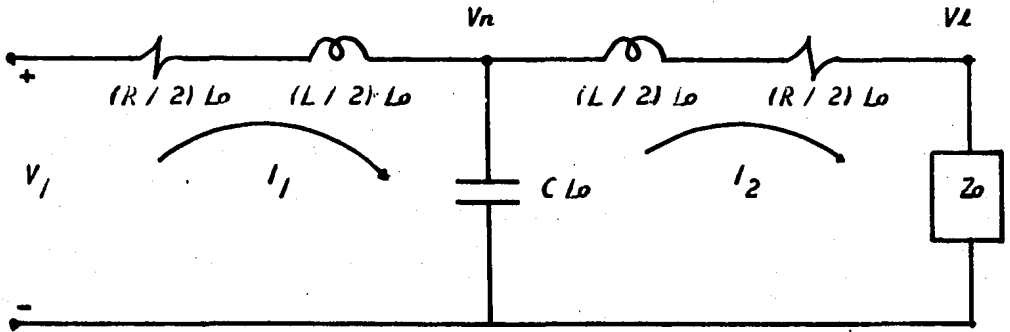 Vn Vl
+
(R / 2) Lo (L / 2) Lo (L / 2) Lo (R / 2) Lo
V1 I1 C Lo I2 Zo
-